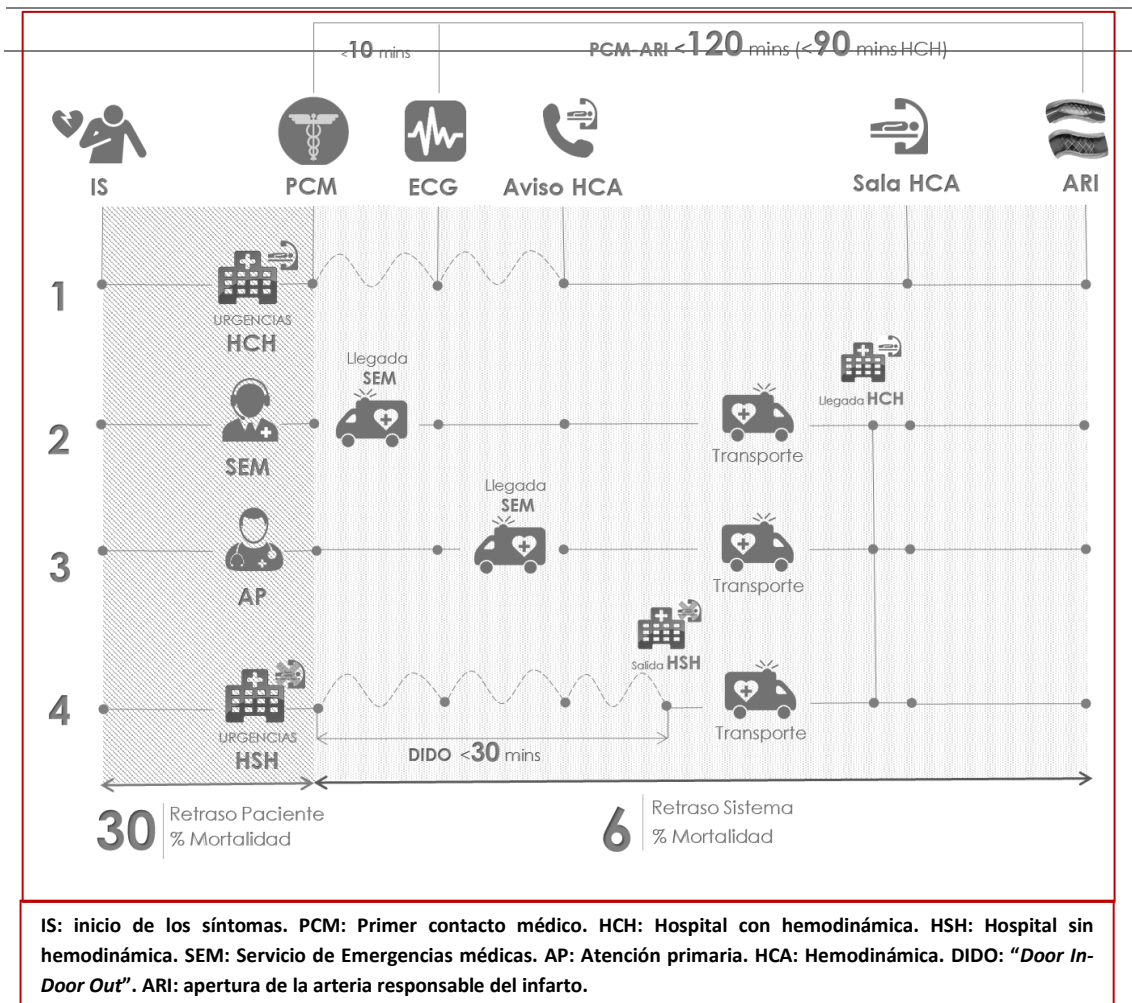 <10 mins
PCM-ARI <120 mins (<90 mins HCH)
IS
PCM
ECG
Aviso HCA
Sala HCA
ARI
1
URGENCIAS
HCH
Llegada
SEM
Llegada HCH
2
SEM
Transporte
Llegada
SEM
3
AP
Transporte
Salida HSH
4
URGENCIAS
HSH
Transporte
DIDO <30 mins
30
Retraso Paciente
% Mortalidad
6
Retraso Sistema
% Mortalidad
IS: inicio de los síntomas. PCM: Primer contacto médico. HCH: Hospital con hemodinámica. HSH: Hospital sin
hemodinámica. SEM: Servicio de Emergencias médicas. AP: Atención primaria. HCA: Hemodinámica. DIDO: “Door In-
Door Out”. ARI: apertura de la arteria responsable del infarto.